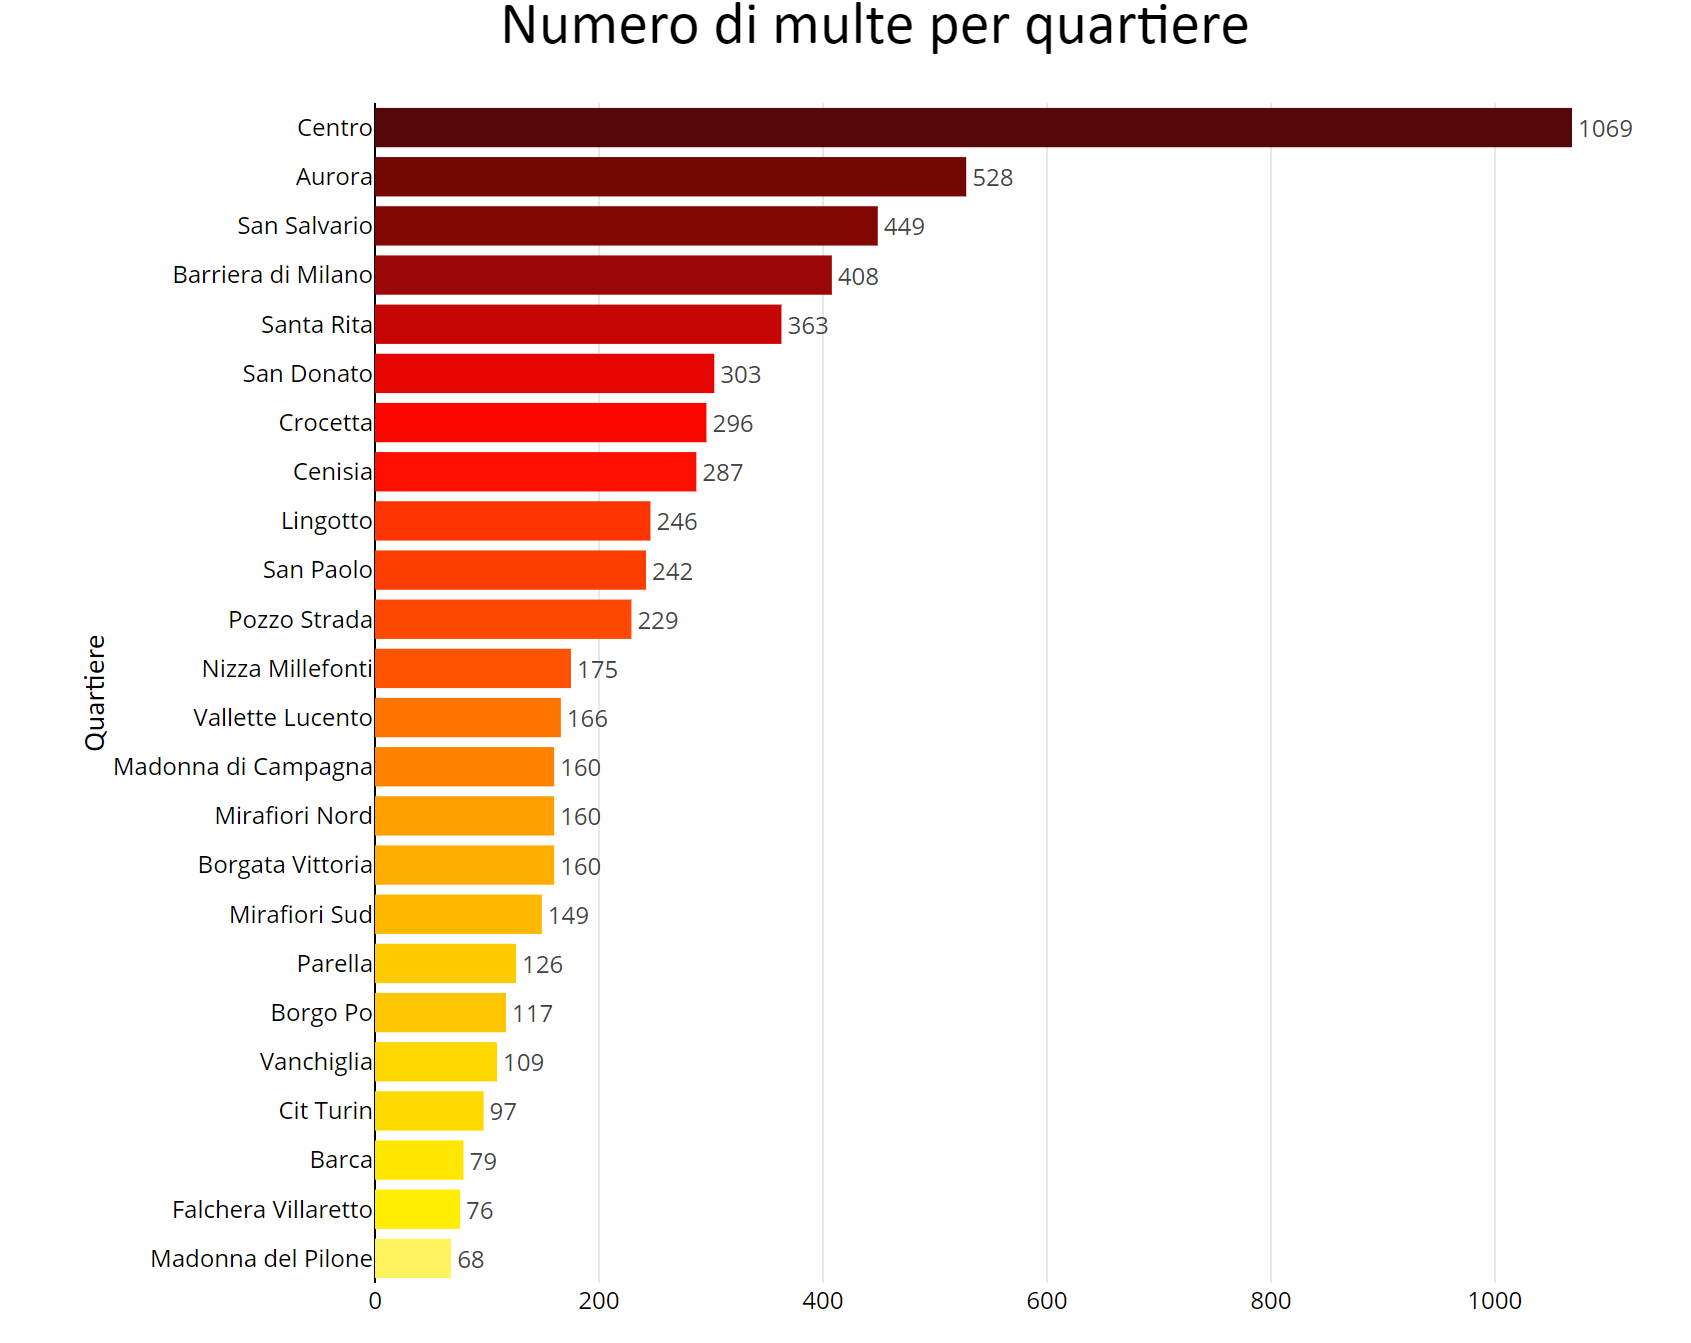 Numero di multe per quartiere
Centro 1069
Aurora 528
San Salvario 449
Barriera di Milano 408
Santa Rita 363
San Donato 303
Crocetta 296
Cenisia 287
Lingotto 246
San Paolo 242
Pozzo Strada 229
Nizza Millefonti 175
Vallette Lucento 166
Madonna di Campagna 160
Mirafiori Nord 160
Borgata Vittoria 160
Mirafiori Sud 149
Parella 126
Borgo Po 117
Vanchiglia 109
Cit Turin 97
Barca 79
Falchera Villaretto 76
Madonna del Pilone 68
Quartiere
0 200 400 600 800 1000